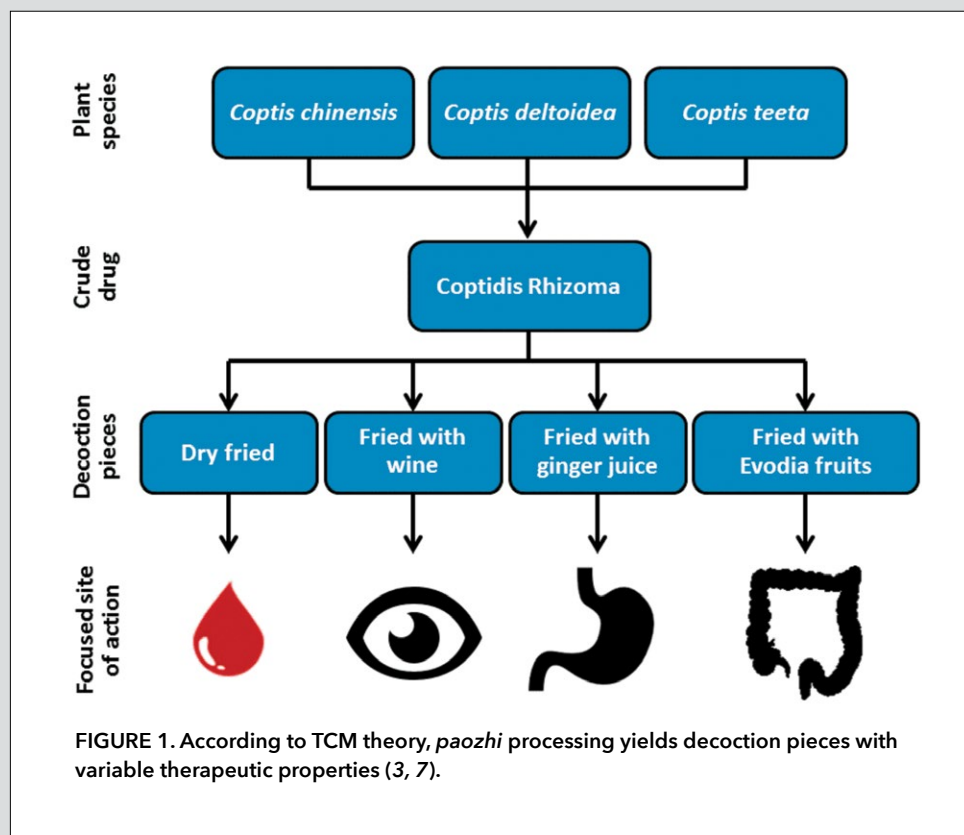 Plant species
Coptis chinensis
Coptis deltoidea
Coptis teeta
Crude drug
Coptidis Rhizoma
Decoction pieces
Dry fried
Fried with
wine
Fried with
ginger juice
Fried with
Evodia fruits
Focused site of action
FIGURE 1. According to TCM theory, paozhi processing yields decoction pieces with
variable therapeutic properties (3, 7).